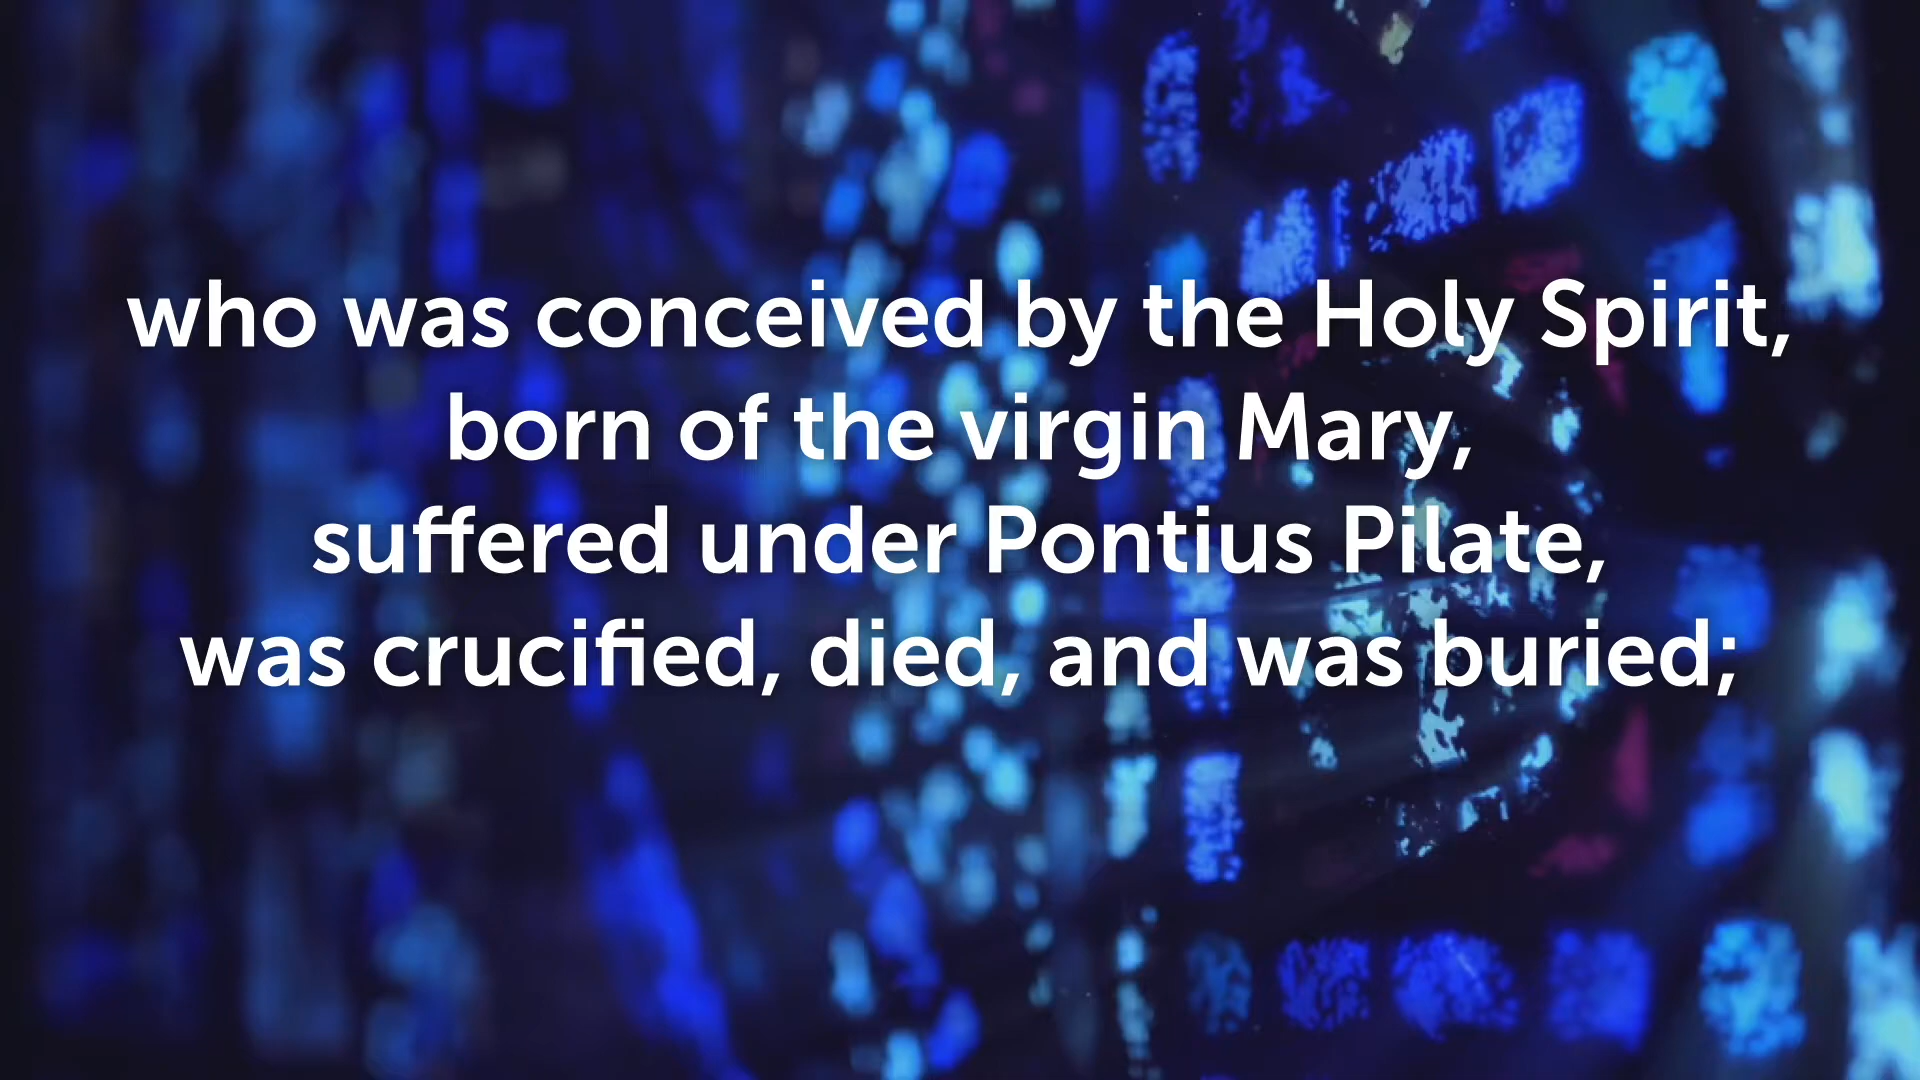 who was conceived by the Holy Spirit,
born of the virgin Mary,
suffered under Pontius Pilate,
was crucified, died, and was buried;